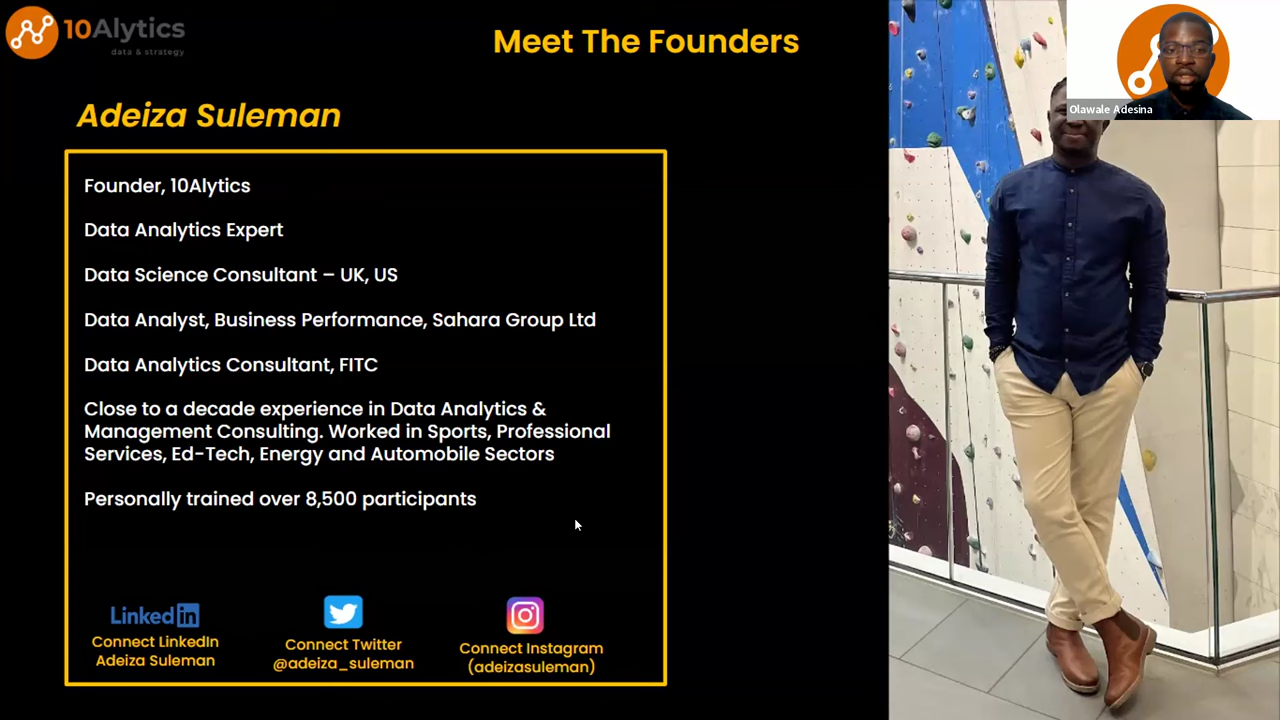 10Alytics
data & strategy
Meet The Founders
Olawale Adesina
Adeiza Suleman
Founder, 10Alytics
Data Analytics Expert
Data Science Consultant – UK, US
Data Analyst, Business Performance, Sahara Group Ltd
Data Analytics Consultant, FITC
Close to a decade experience in Data Analytics &
Management Consulting. Worked in Sports, Professional
Services, Ed-Tech, Energy and Automobile Sectors
Personally trained over 8,500 participants
Linked in
Connect LinkedIn
Adeiza Suleman
Connect Twitter
@adeiza_suleman
Connect Instagram
(adeizasuleman)